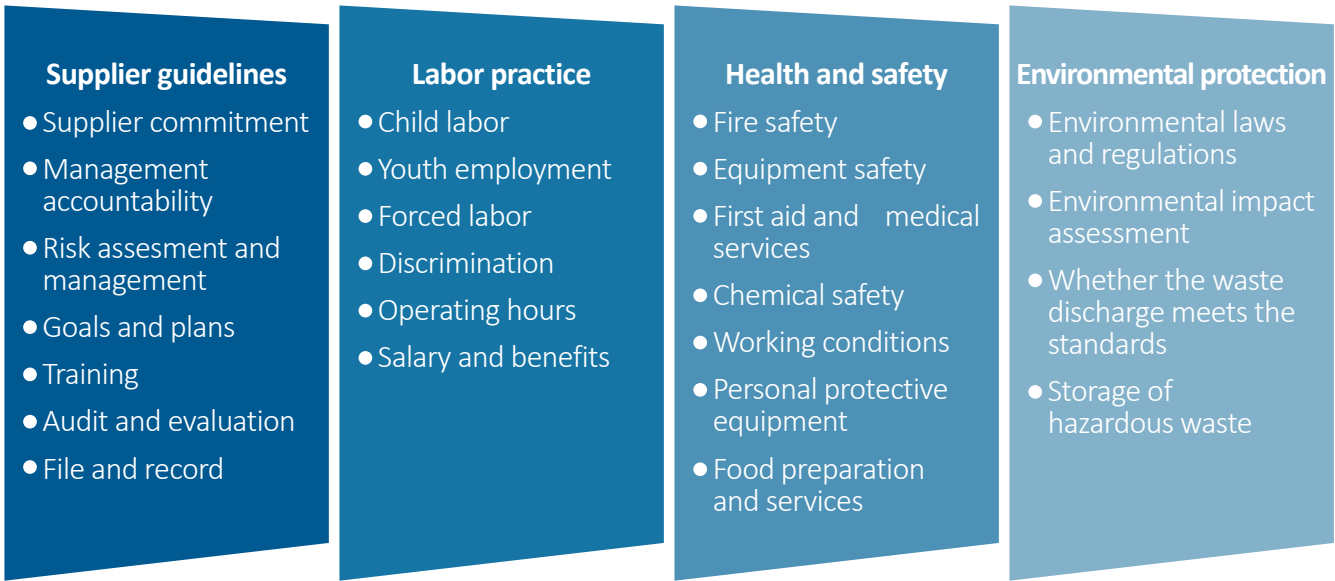 Supplier guidelines
● Supplier commitment
● Management
accountability
● Risk assesment and
management
● Goals and plans
● Training
● Audit and evaluation
● File and record
Labor practice
● Child labor
● Youth employment
● Forced labor
● Discrimination
● Operating hours
● Salary and benefits
Health and safety
● Fire safety
● Equipment safety
● First aid and medical
services
● Chemical safety
● Working conditions
● Personal protective
equipment
● Food preparation
and services
Environmental protection
● Environmental laws
and regulations
● Environmental impact
assessment
● Whether the waste
discharge meets the
standards
● Storage of
hazardous waste